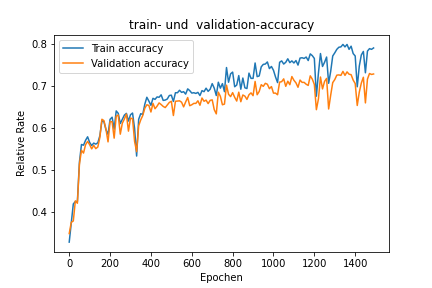 train- und  validation-accuracy
Train accuracy
Validation accuracy
Relative Rate
0.8
0.7
0.6
0.5
0.4
0 200 400 600 800 1000 1200 1400
Epochen